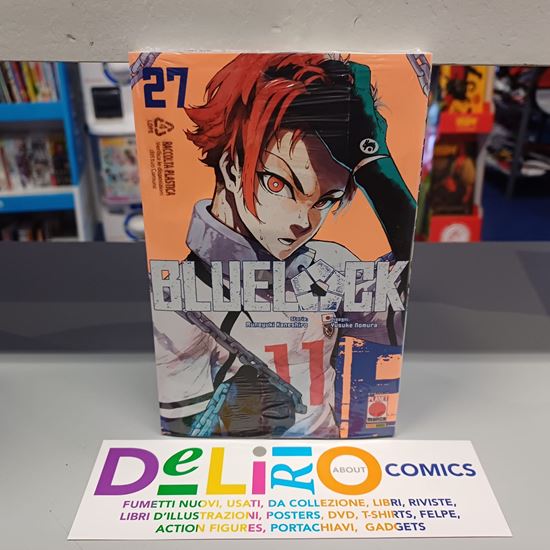 27
RACCOLTA PLASTICA
BLUELOCK
Storia:
Muneyuki Kaneshiro
Disegni:
Yusuke Nomura
11
DELiRiO
ABOUT
COMICS
FUMETTI NUOVI, USATI, DA COLLEZIONE, LIBRI, RIVISTE,
LIBRI D'ILLUSTRAZIONI, POSTERS, DVD, T-SHIRTS, FELPE,
ACTION FIGURES, PORTACHIAVI, GADGETS